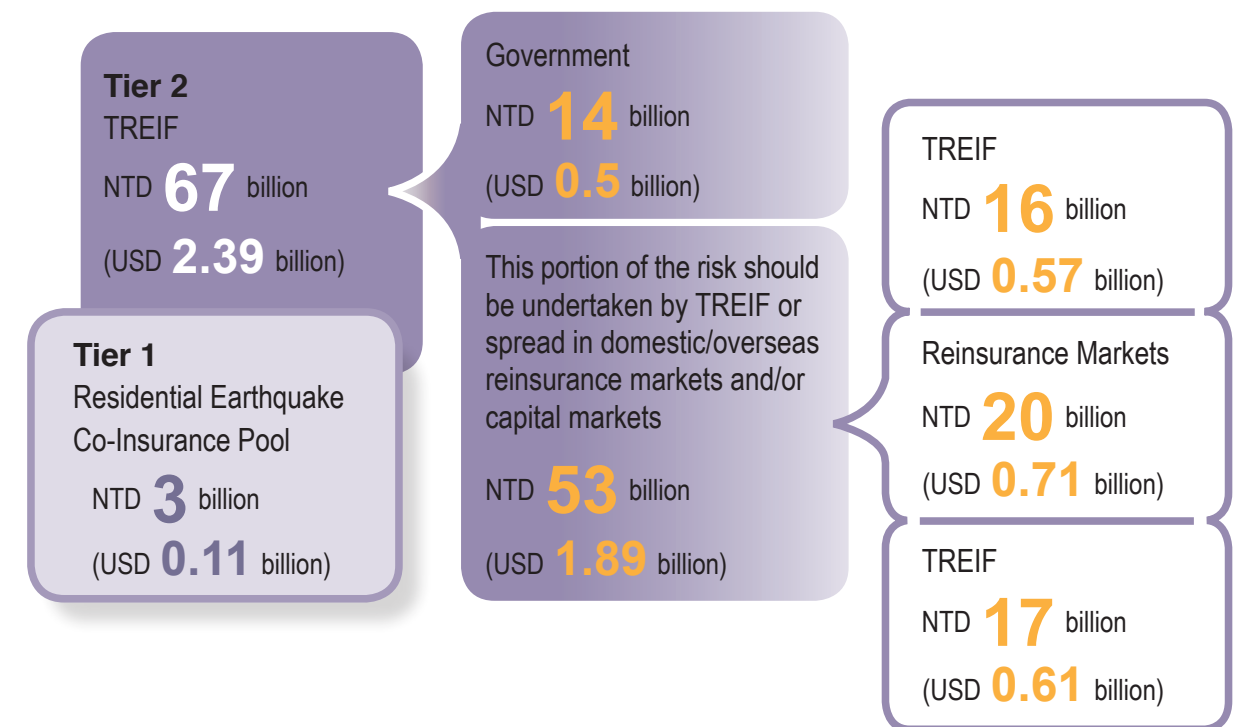 Tier 2
TREIF
NTD 67 billion
(USD 2.39 billion)
Tier 1
Residential Earthquake
Co-Insurance Pool
NTD 3 billion
(USD 0.11 billion)
Government
NTD 14 billion
(USD 0.5 billion)
This portion of the risk should
be undertaken by TREIF or
spread in domestic/overseas
reinsurance markets and/or
capital markets
NTD 53 billion
(USD 1.89 billion)
TREIF
NTD 16 billion
(USD 0.57 billion)
Reinsurance Markets
NTD 20 billion
(USD 0.71 billion)
TREIF
NTD 17 billion
(USD 0.61 billion)